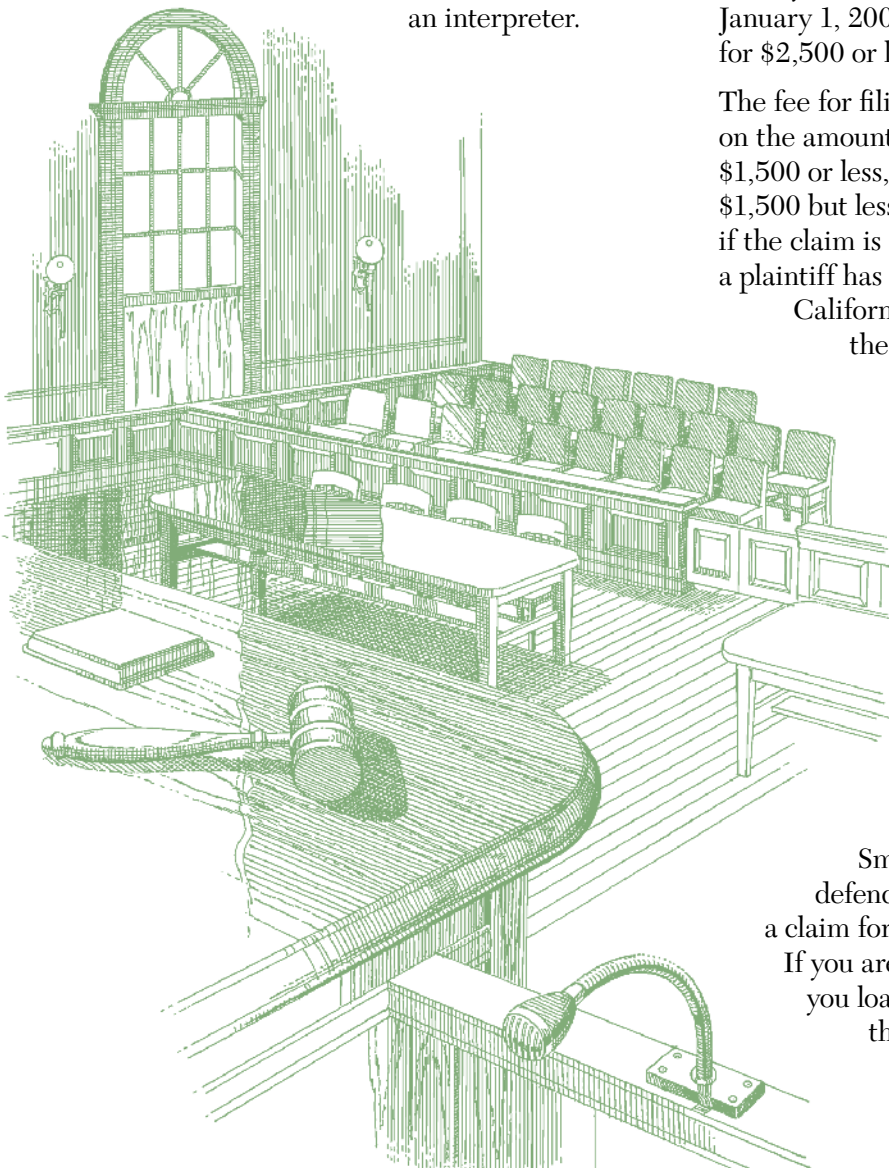 an interpreter.
January 1, 200
for $2,500 or l
The fee for fili
on the amount
$1,500 or less,
$1,500 but less
if the claim is
a plaintiff has
Californ
the
Sm
defend
a claim for
If you are
you loa
th